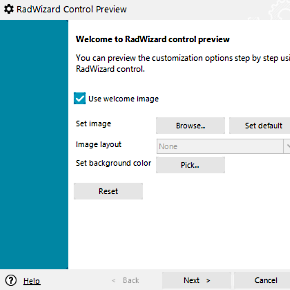 RadWizard Control Preview
Welcome to RadWizard control preview
You can preview the customization options step by step usi
RadWizard control.
Use welcome image
Set image Browse... Set default
Image layout None
Set background color Pick...
Reset
? Help < Back Next > Cancel